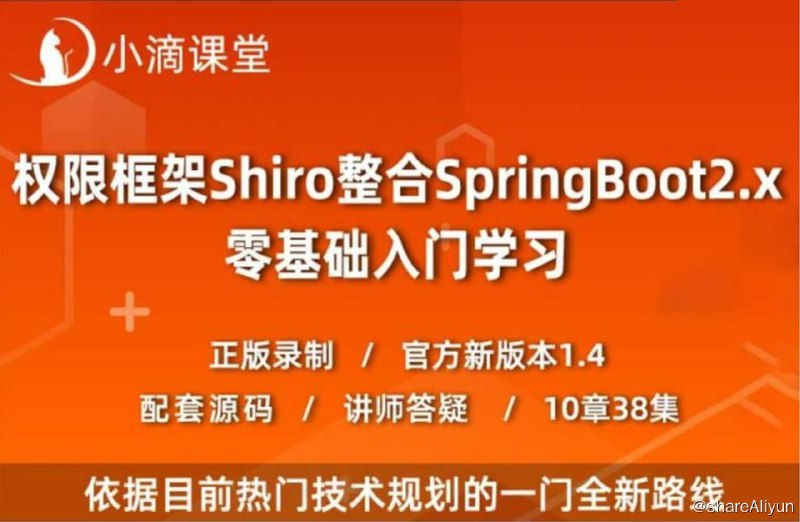 小滴课堂
权限框架Shiro整合SpringBoot2.x
零基础入门学习
正版录制 / 官方新版本1.4
配套源码 / 讲师答疑 / 10章38集
依据目前热门技术规划的一门全新路线
@shareAliyun